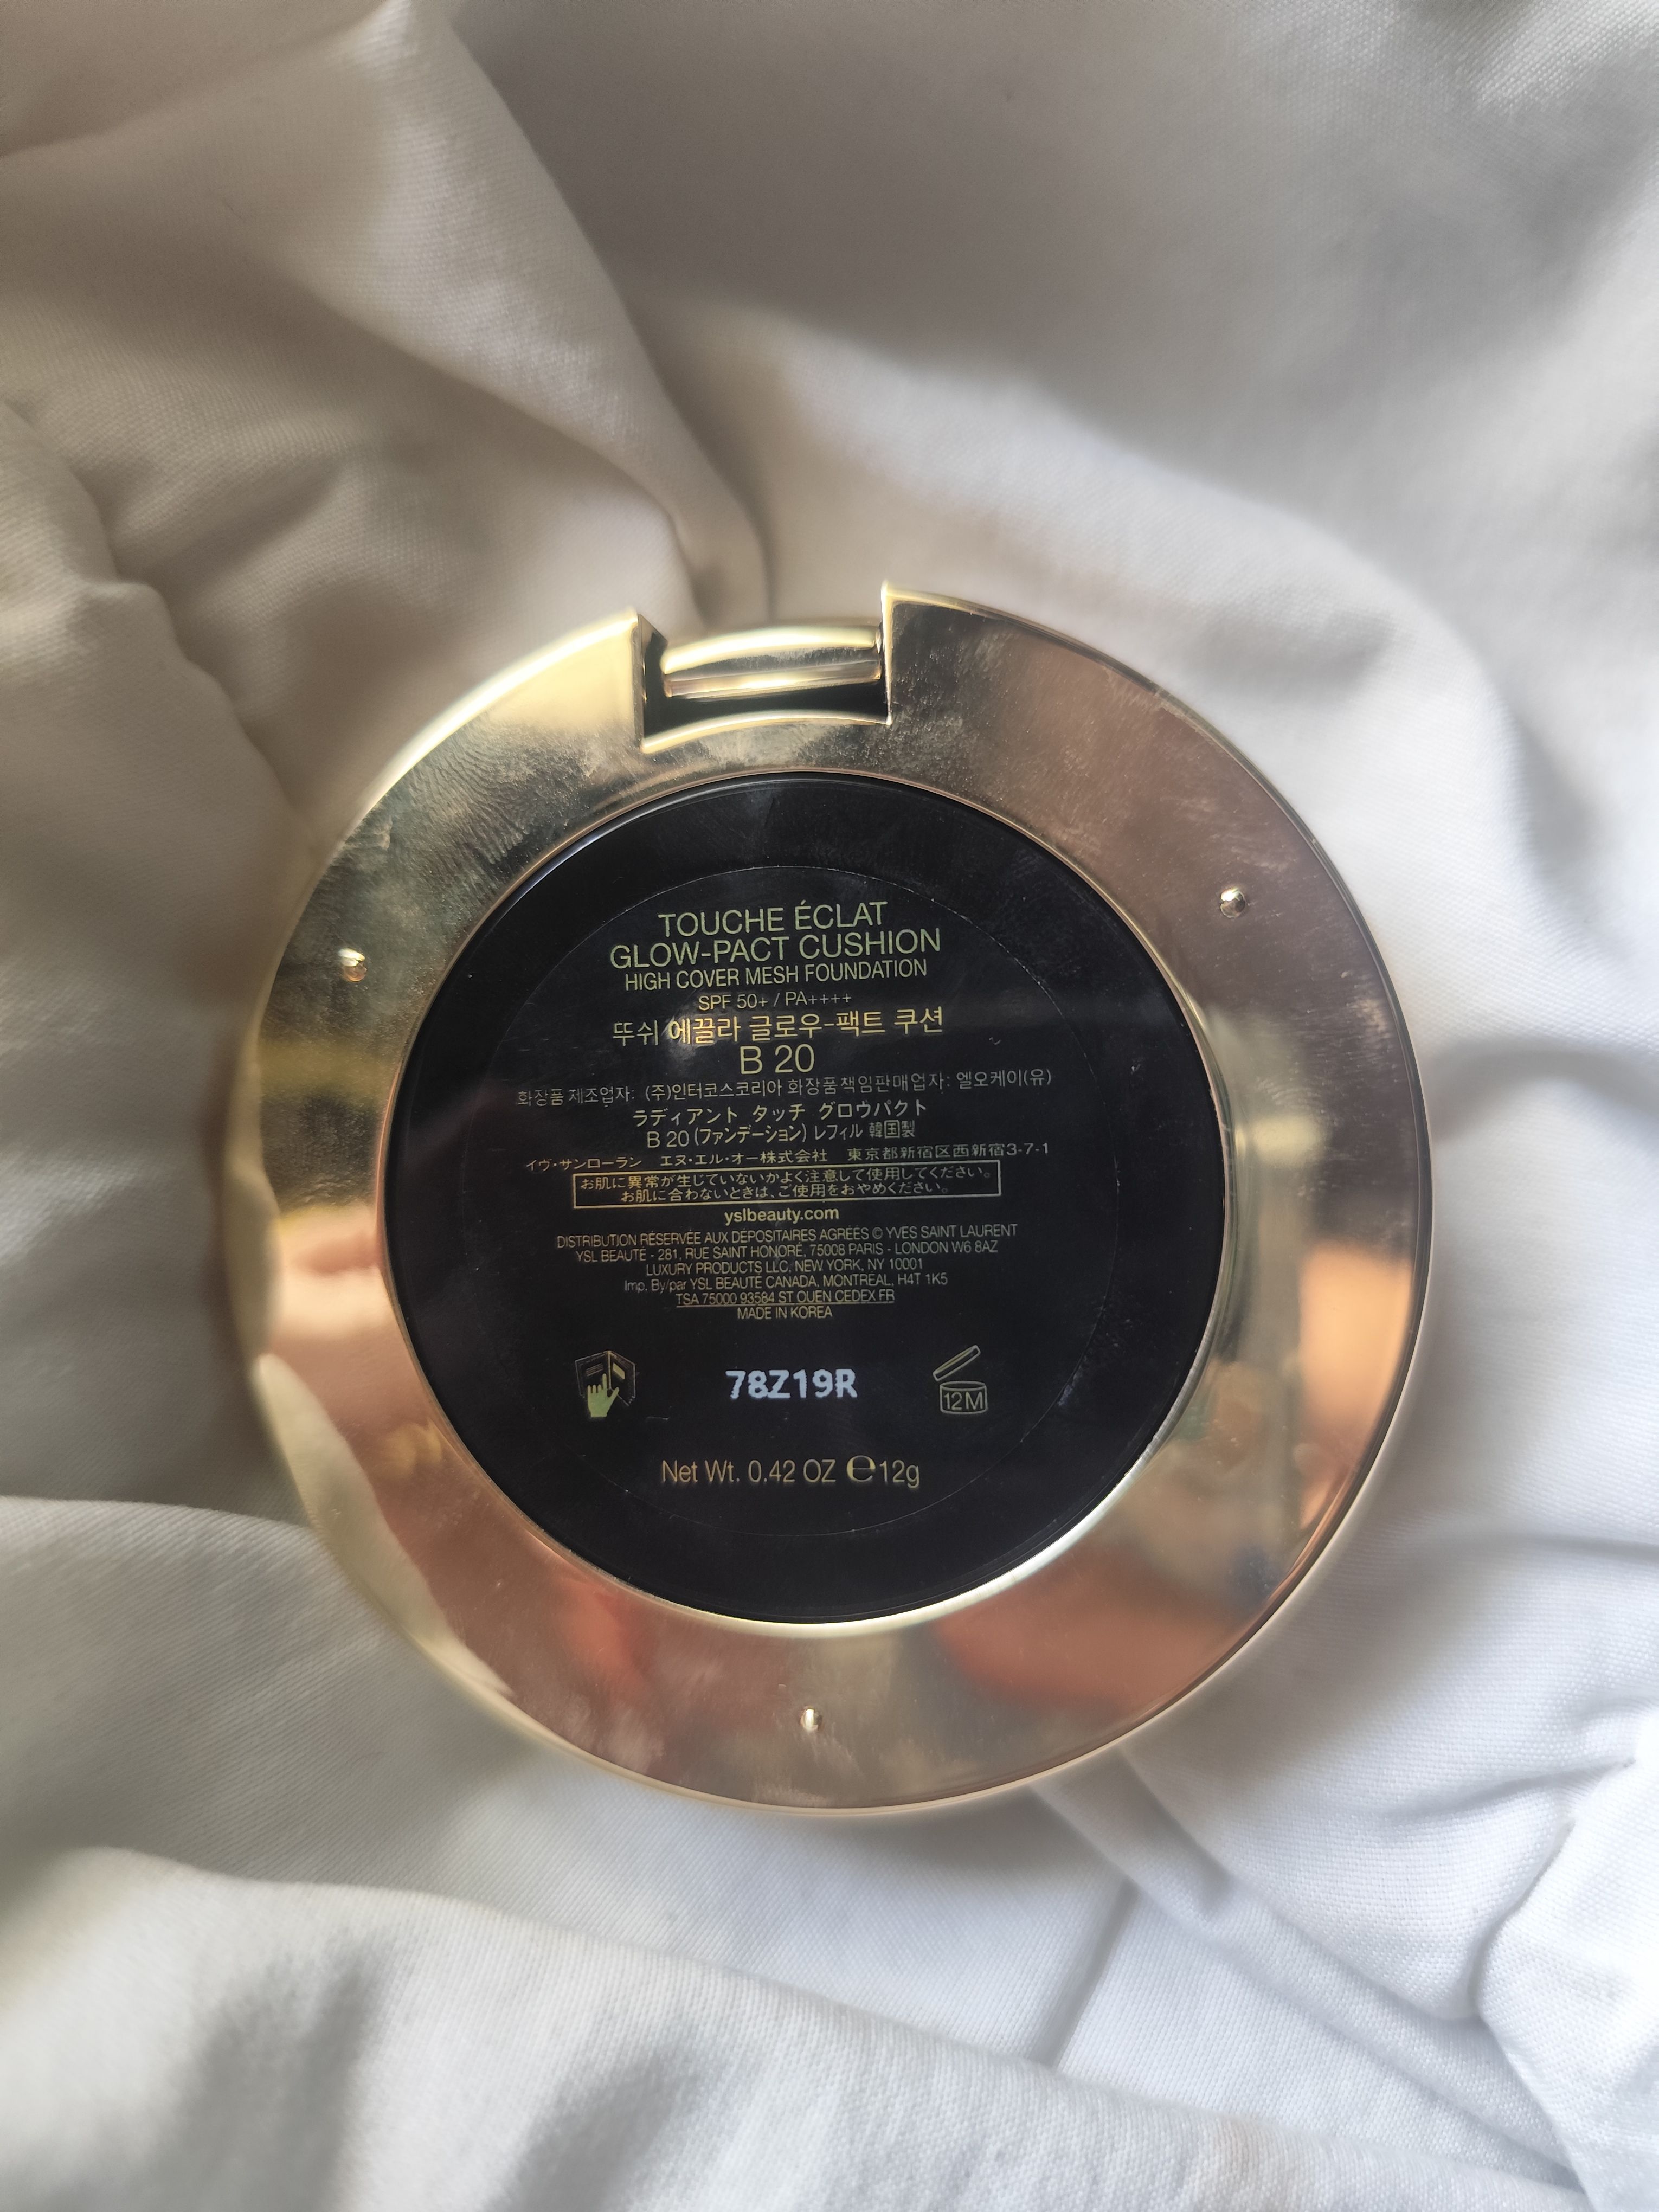 TOUCHE ÉCLAT
GLOW-PACT CUSHION
HIGH COVER MESH FOUNDATION
SPF 50+ / PA++++
뚜쉬 에끌라 글로우-팩트 쿠션
B 20
화장품 제조업자: (주)인터코스코리아 화장품책임판매업자: 엘오케이(유)
ラディアント タッチ グロウパクト
B 20 (ファンデーション) レフィル 韓国製
イヴ・サンローラン エヌ・エル・オー株式会社 東京都新宿区西新宿3-7-1
お肌に異常が生じていないかよく注意して使用してください。
お肌に合わないときは、ご使用をおやめください。
yslbeauty.com
DISTRIBUTION RÉSERVÉE AUX DÉPOSITAIRES AGRÉÉS © YVES SAINT LAURENT
YSL BEAUTÉ - 281, RUE SAINT HONORÉ, 75008 PARIS - LONDON W6 8AZ
LUXURY PRODUCTS LLC, NEW YORK, NY 10001
Imp. By/par YSL BEAUTÉ CANADA, MONTREAL, H4T 1K5
TSA 75000 93584 ST OUEN CEDEX FR
MADE IN KOREA
78Z19R
12M
Net Wt. 0.42 OZ ℮12g